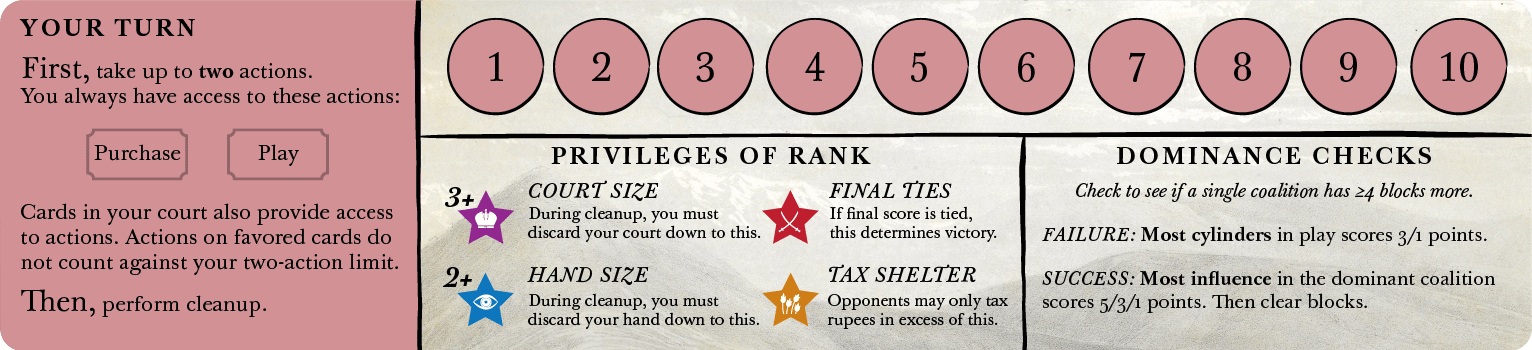 YOUR TURN
First, take up to two actions.
You always have access to these actions:
Purchase
Play
Cards in your court also provide access
to actions. Actions on favored cards do
not count against your two-action limit.
Then, perform cleanup.
1 2 3 4 5 6 7 8 9 10
PRIVILEGES OF RANK
3+
COURT SIZE
During cleanup, you must
discard your court down to this.
FINAL TIES
If final score is tied,
this determines victory.
2+
HAND SIZE
During cleanup, you must
discard your hand down to this.
TAX SHELTER
Opponents may only tax
rupees in excess of this.
DOMINANCE CHECKS
Check to see if a single coalition has ≥4 blocks more.
FAILURE: Most cylinders in play scores 3/1 points.
SUCCESS: Most influence in the dominant coalition
scores 5/3/1 points. Then clear blocks.